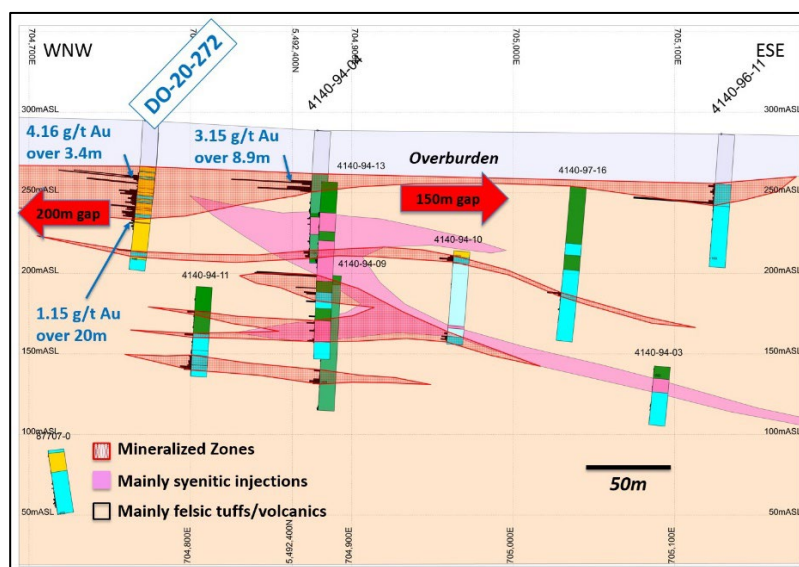 704,700E
704,800E
5,492,400N
704,900E
705,000E
705,100E
WNW
ESE
DO-20-272
4140-94-04
4140-96-11
300mASL
300mASL
4.16 g/t Au
over 3.4m
3.15 g/t Au
over 8.9m
4140-94-13
Overburden
4140-97-16
250mASL
250mASL
200m gap
150m gap
4140-94-10
200mASL
200mASL
4140-94-11
4140-94-09
1.15 g/t Au
over 20m
150mASL
150mASL
4140-94-03
100mASL
100mASL
87707-0
Mineralized Zones
Mainly syenitic injections
50m
Mainly felsic tuffs/volcanics
50mASL
50mASL
704,800E
5,492,400N
704,900E
705,000E
705,100E